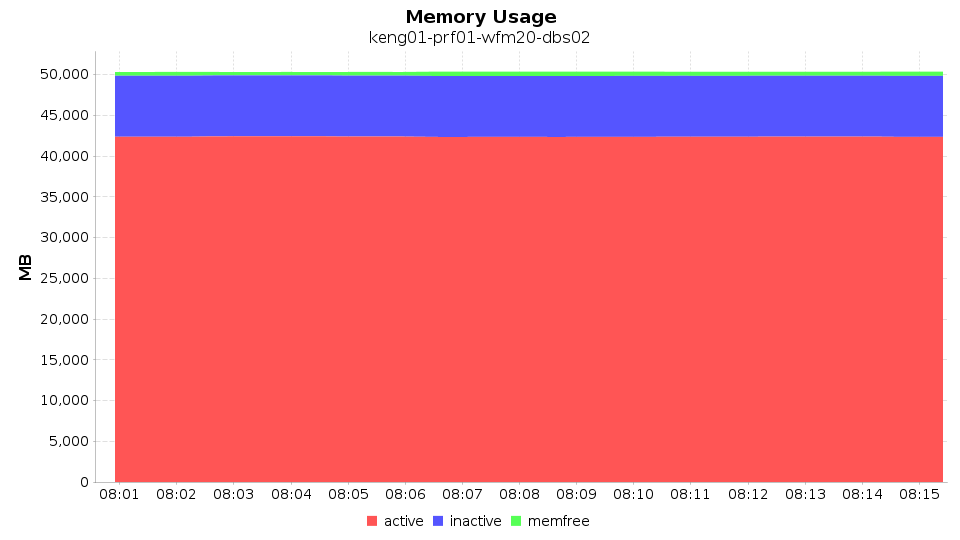 Memory Usage
keng01-prf01-wfm20-dbs02
MB
50,000
45,000
40,000
35,000
30,000
25,000
20,000
15,000
10,000
5,000
0
08:01 08:02 08:03 08:04 08:05 08:06 08:07 08:08 08:09 08:10 08:11 08:12 08:13 08:14 08:15
active inactive memfree